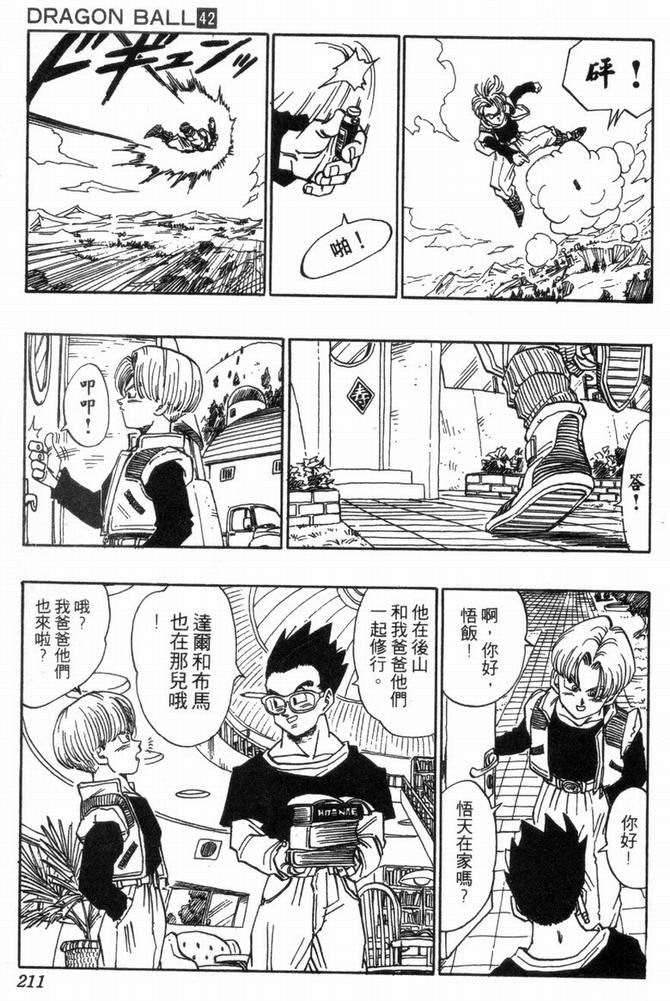 DRAGON BALL 42
砰！
啪！
ビギュンッ
答！
叩
叩！
啊，你好，
悟飯！
你好！
悟天在家嗎？
他在後山
和我爸爸他們
一起修行。
達爾和布馬
也在那兒哦
！
哦？
我爸爸他們
也來啦？
211